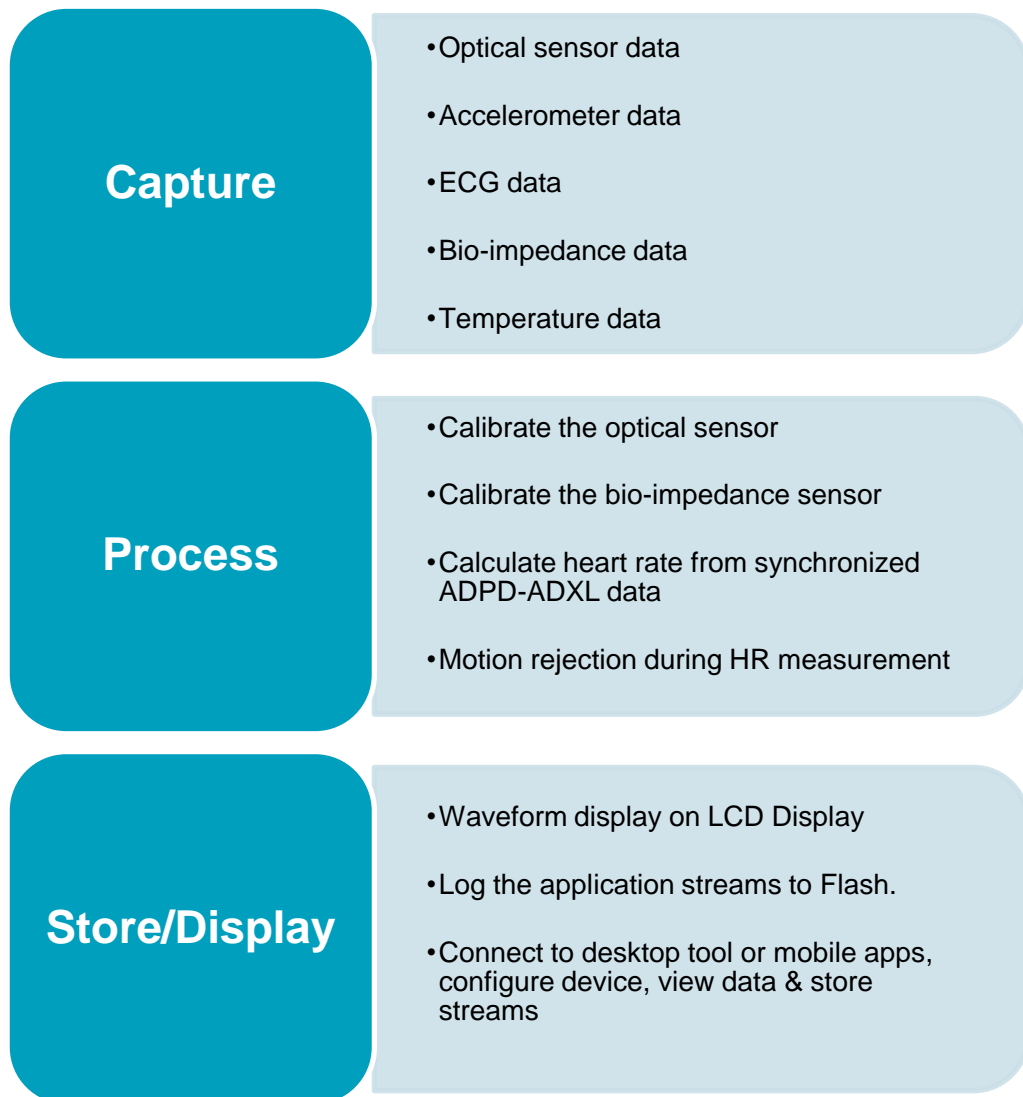 Capture
•Optical sensor data
•Accelerometer data
•ECG data
•Bio-impedance data
•Temperature data
Process
•Calibrate the optical sensor
•Calibrate the bio-impedance sensor
•Calculate heart rate from synchronized
ADPD-ADXL data
•Motion rejection during HR measurement
Store/Display
•Waveform display on LCD Display
•Log the application streams to Flash.
•Connect to desktop tool or mobile apps,
configure device, view data & store
streams